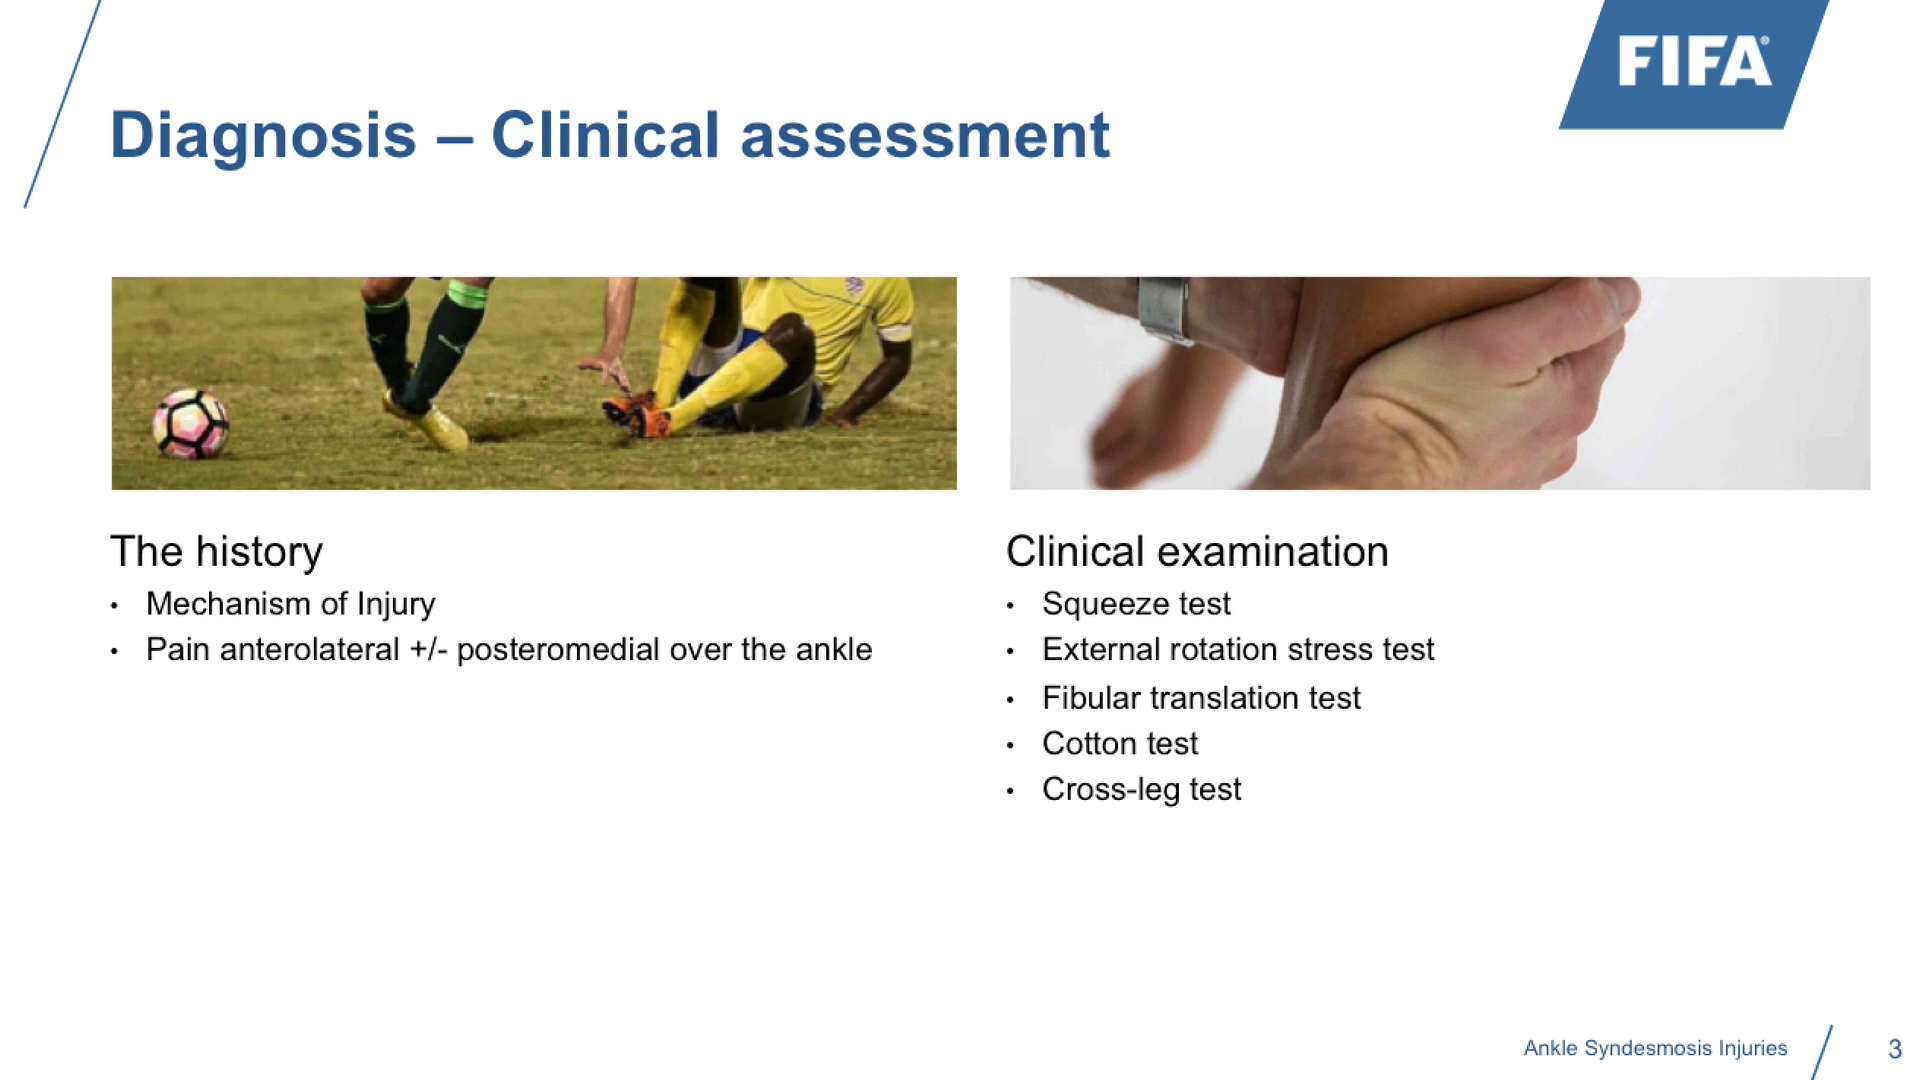 FIFA®
Diagnosis – Clinical assessment
The history
• Mechanism of Injury
• Pain anterolateral +/- posteromedial over the ankle
Clinical examination
• Squeeze test
• External rotation stress test
• Fibular translation test
• Cotton test
• Cross-leg test
Ankle Syndesmosis Injuries
3